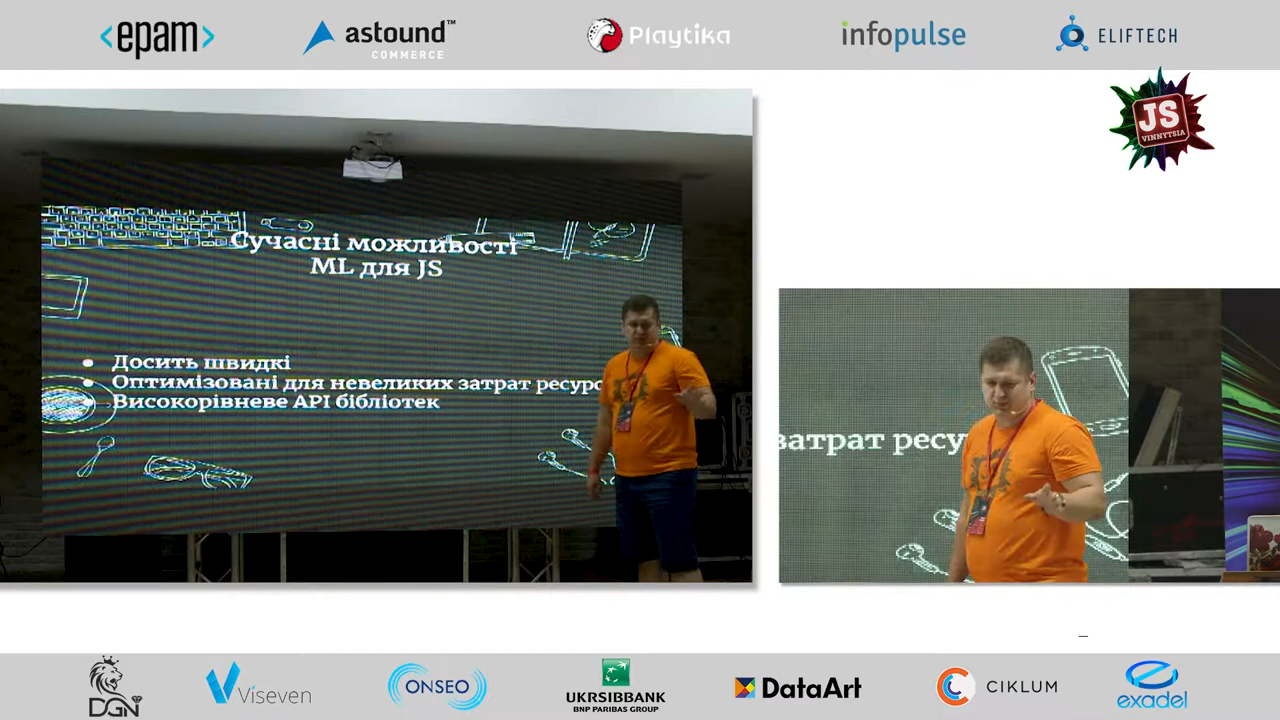 epam
astound™
COMMERCE
Playtika
infopulse
ELIFTECH
JS
VINNYTSIA
Сучасні можливості
ML для JS
Досить швидкі
Оптимізовані для невеликих затрат ресурс
Високорівневе API бібліотек
затрат ресу
DGN
Viseven
ONSEO
UKRSIBBANK
BNP PARIBAS GROUP
DataArt
CIKLUM
exadel